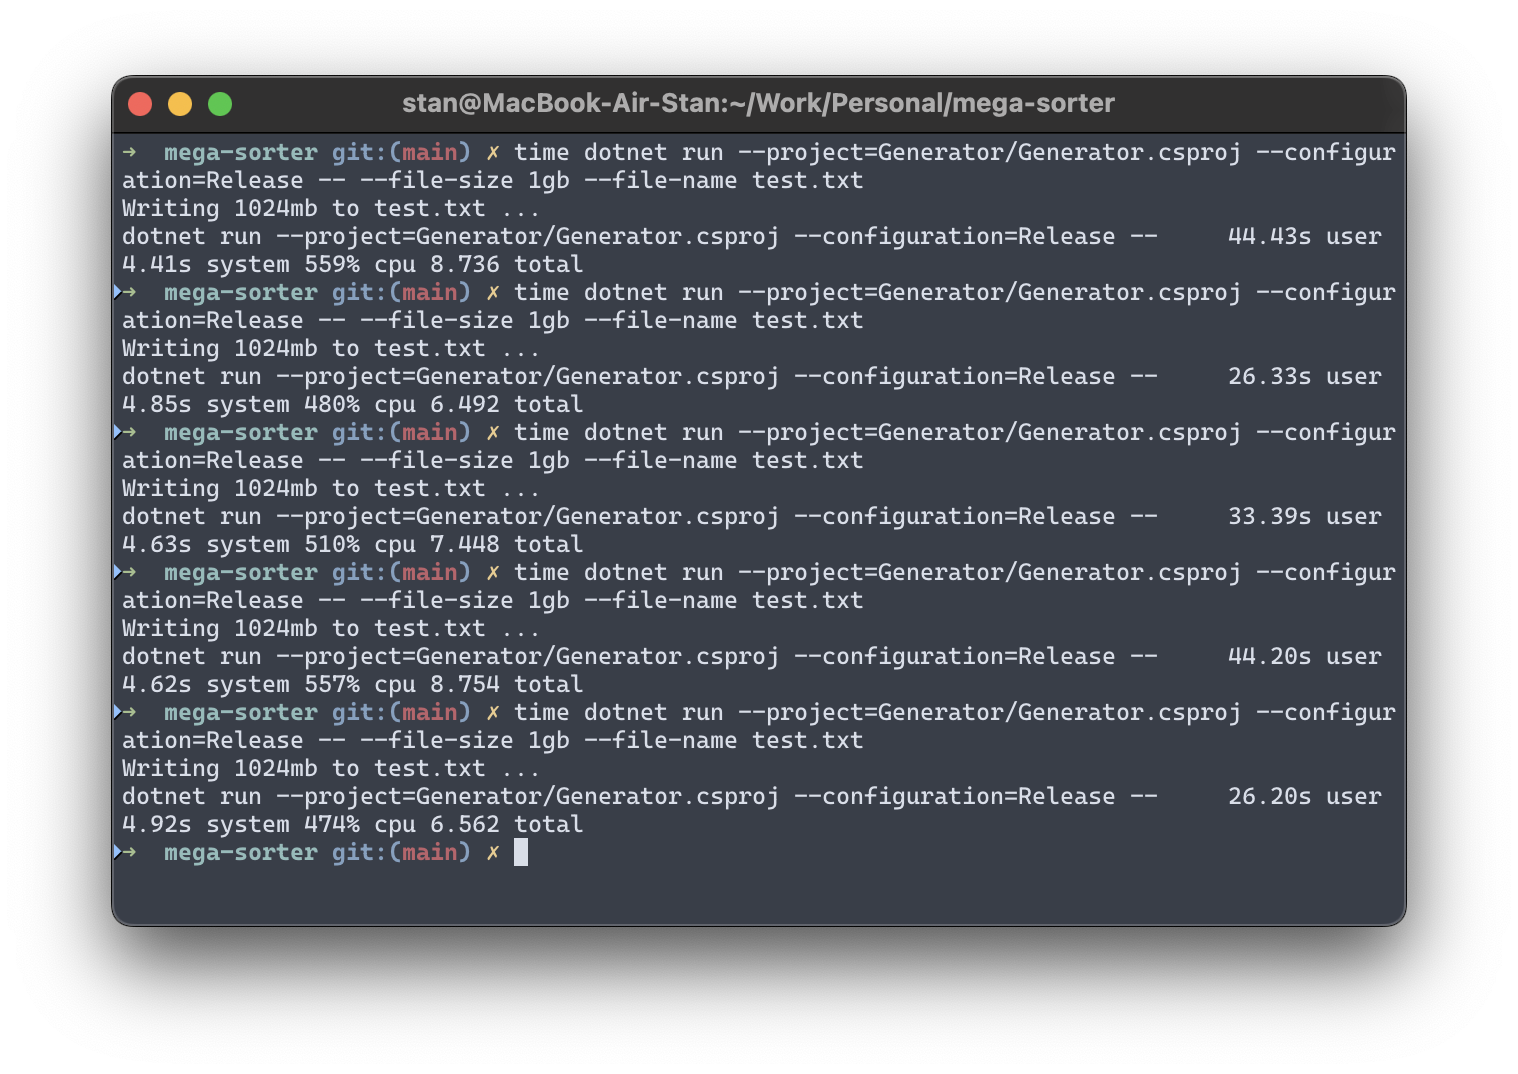 stan@MacBook-Air-Stan:~/Work/Personal/mega-sorter
→ mega-sorter git:(main) ✗ time dotnet run --project=Generator/Generator.csproj --configur
ation=Release -- --file-size 1gb --file-name test.txt
Writing 1024mb to test.txt ...
dotnet run --project=Generator/Generator.csproj --configuration=Release -- 44.43s user
4.41s system 559% cpu 8.736 total
→ mega-sorter git:(main) ✗ time dotnet run --project=Generator/Generator.csproj --configur
ation=Release -- --file-size 1gb --file-name test.txt
Writing 1024mb to test.txt ...
dotnet run --project=Generator/Generator.csproj --configuration=Release -- 26.33s user
4.85s system 480% cpu 6.492 total
→ mega-sorter git:(main) ✗ time dotnet run --project=Generator/Generator.csproj --configur
ation=Release -- --file-size 1gb --file-name test.txt
Writing 1024mb to test.txt ...
dotnet run --project=Generator/Generator.csproj --configuration=Release -- 33.39s user
4.63s system 510% cpu 7.448 total
→ mega-sorter git:(main) ✗ time dotnet run --project=Generator/Generator.csproj --configur
ation=Release -- --file-size 1gb --file-name test.txt
Writing 1024mb to test.txt ...
dotnet run --project=Generator/Generator.csproj --configuration=Release -- 44.20s user
4.62s system 557% cpu 8.754 total
→ mega-sorter git:(main) ✗ time dotnet run --project=Generator/Generator.csproj --configur
ation=Release -- --file-size 1gb --file-name test.txt
Writing 1024mb to test.txt ...
dotnet run --project=Generator/Generator.csproj --configuration=Release -- 26.20s user
4.92s system 474% cpu 6.562 total
→ mega-sorter git:(main) ✗